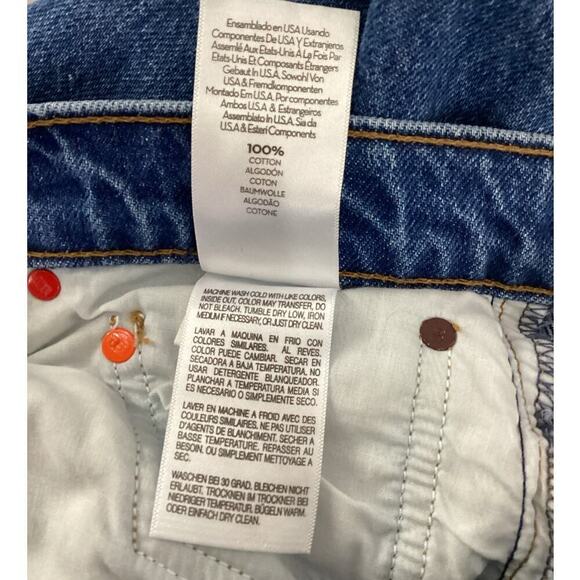 Ensamblado en USA Usando
Componentes De USA Y Extranjeros
Assemlé Aux Etats-Unis À La Fois Par
Etats-Unis Et Composants Étrangers
Gebaut In U.S.A. Sowohl Von
USA & Fremdkomponenten
Montado Em U.S.A. Por componentes
Ambos USA & Estrangeiros
Assemblato In U.S.A. Sia da
U.S.A & Esteri Components
100%
COTTON
ALGODÓN
COTON
BAUMWOLLE
ALGODÃO
COTONE
MACHINE WASH COLD WITH LIKE COLORS,
INSIDE OUT, COLOR MAY TRANSFER, DO
NOT BLEACH. TUMBLE DRY LOW, IRON
MEDIUM IF NECESSARY, OR JUST DRY CLEAN.
LAVAR A MAQUINA EN FRIO CON
COLORES SIMILARES. AL REVES.
COLOR PUEDE CAMBIAR. SECAR EN
SECADORA A BAJA TEMPERATURA. NO
USAR DETERGENTE BLANQUEADOR.
PLANCHAR A TEMPERATURA MEDIA SI
ES NECESARIO O SIMPLEMENTE SECO.
LAVER EN MACHINE A FROID AVEC DES
COULEURS SIMILAIRES. NE PAS UTILISER
D'AGENTS DE BLANCHIMENT. SECHER A
BASSE TEMPERATURE. REPASSER AU
BESOIN. OU SIMPLEMENT METTOYAGE A
SEC.
WASCHEN BEI 30 GRAD. BLEICHEN NICHT
ERLAUBT. TROCKNEN IM TROCKNER BEI
NIEDRIGER TEMPERATUR. BÜGELN WARM
ODER EINFACH DRY CLEAN.